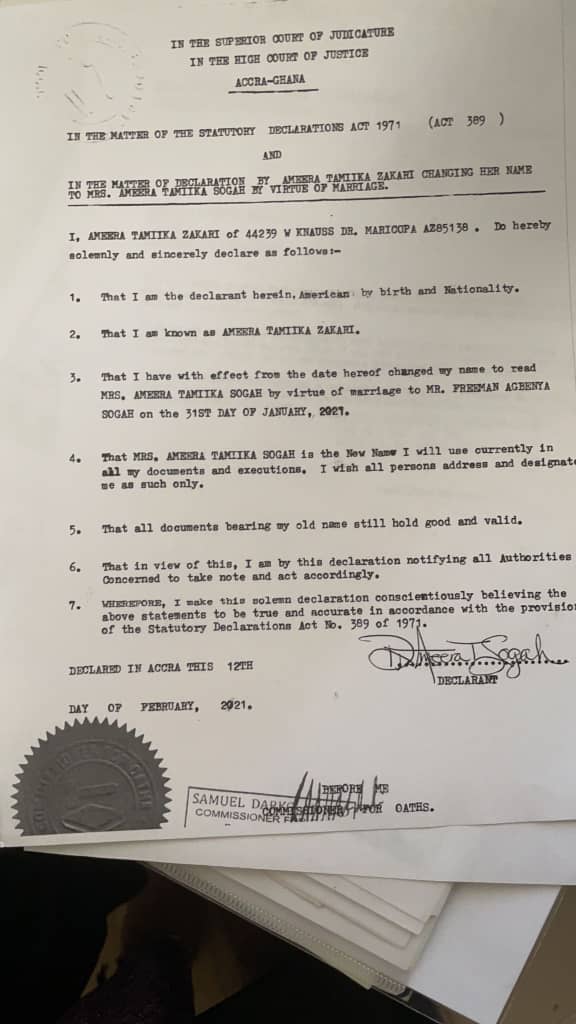 IN THE SUPERIOR COURT OF JUDICATURE
IN THE HIGH COURT OF JUSTICE
ACCRA-GHANA
IN THE MATTER OF THE STATUTORY DECLARATIONS ACT 1971 (ACT 389 )
AND
IN THE MATTER OF DECLARATION BY AMEERA TAMIIKA ZAKARI CHANGING HER NAME
TO MRS. AMEERA TAMIIKA SOGAH BY VIRTUE OF MARRIAGE.
I, AMEERA TAMIIKA ZAKARI of 44239 W KNAUSS DR. MARICOPA AZ85138 . Do hereby
solemnly and sincerely declare as follows:-
1. That I am the declarant herein, American by birth and Nationality.
2. That I am known as AMEERA TAMIIKA ZAKARI.
3. That I have with effect from the date hereof changed my name to read
MRS. AMEERA TAMIIKA SOGAH by virtue of marriage to MR. FREEMAN AGBENYA
SOGAH on the 31ST DAY OF JANUARY, 2021.
4. That MRS. AMEERA TAMIIKA SOGAH is the New Name I will use currently in
all my documents and executions. I wish all persons address and designate
me as such only.
5. That all documents bearing my old name still hold good and valid.
6. That in view of this, I am by this declaration notifying all Authorities
Concerned to take note and act accordingly.
7. WHEREFORE, I make this solemn declaration conscientiously believing the
above statements to be true and accurate in accordance with the provision
of the Statutory Declarations Act No. 389 of 1971.
Ameera T Sogah
DECLARED IN ACCRA THIS 12TH
DECLARANT
DAY OF FEBRUARY, 2021.
BEFORE ME
SAMUEL DARKO
COMMISSIONER FOR OATHS.
COMMISSIONER F